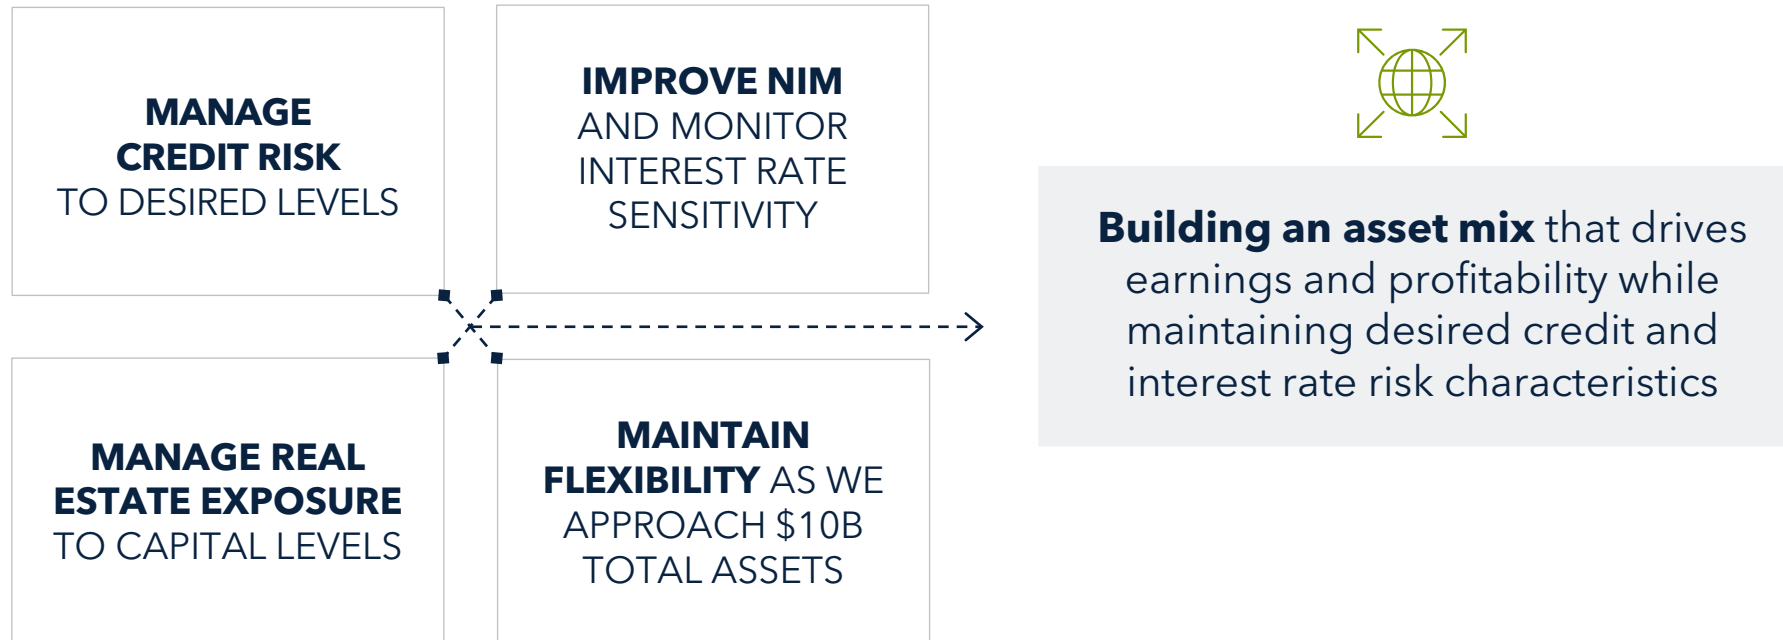 MANAGE
CREDIT RISK
TO DESIRED LEVELS
IMPROVE NIM
AND MONITOR
INTEREST RATE
SENSITIVITY
MANAGE REAL
ESTATE EXPOSURE
TO CAPITAL LEVELS
MAINTAIN
FLEXIBILITY AS WE
APPROACH $10B
TOTAL ASSETS
Building an asset mix that drives
earnings and profitability while
maintaining desired credit and
interest rate risk characteristics